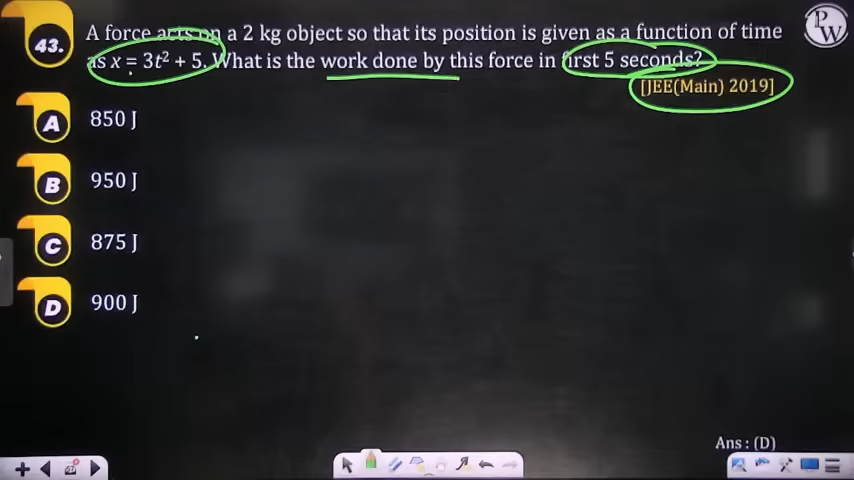 43.
A force acts on a 2 kg object so that its position is given as a function of time
as x = 3t² + 5. What is the work done by this force in first 5 seconds?
[JEE(Main) 2019]
A 850 J
B 950 J
C 875 J
D 900 J
Ans : (D)
PW